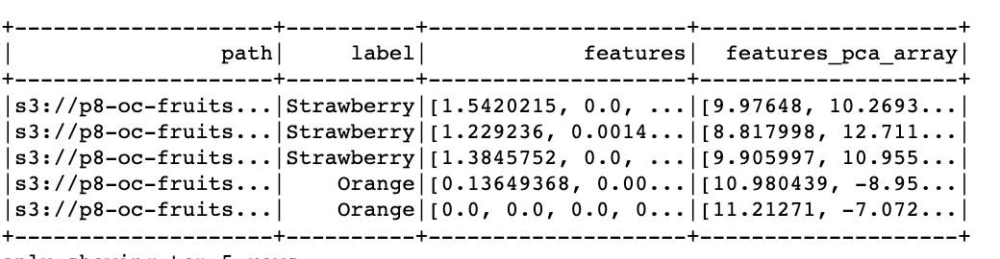 +--------------------+----------+--------------------+--------------------+
|                path|     label|            features|  features_pca_array|
+--------------------+----------+--------------------+--------------------+
|s3://p8-oc-fruits...|Strawberry|[1.5420215, 0.0, ...|[9.97648, 10.2693...|
|s3://p8-oc-fruits...|Strawberry|[1.229236, 0.0014...|[8.817998, 12.711...|
|s3://p8-oc-fruits...|Strawberry|[1.3845752, 0.0, ...|[9.905997, 10.955...|
|s3://p8-oc-fruits...|    Orange|[0.13649368, 0.00...|[10.980439, -8.95...|
|s3://p8-oc-fruits...|    Orange|[0.0, 0.0, 0.0, 0...|[11.21271, -7.072...|
+--------------------+----------+--------------------+--------------------+
only showing top 5 rows